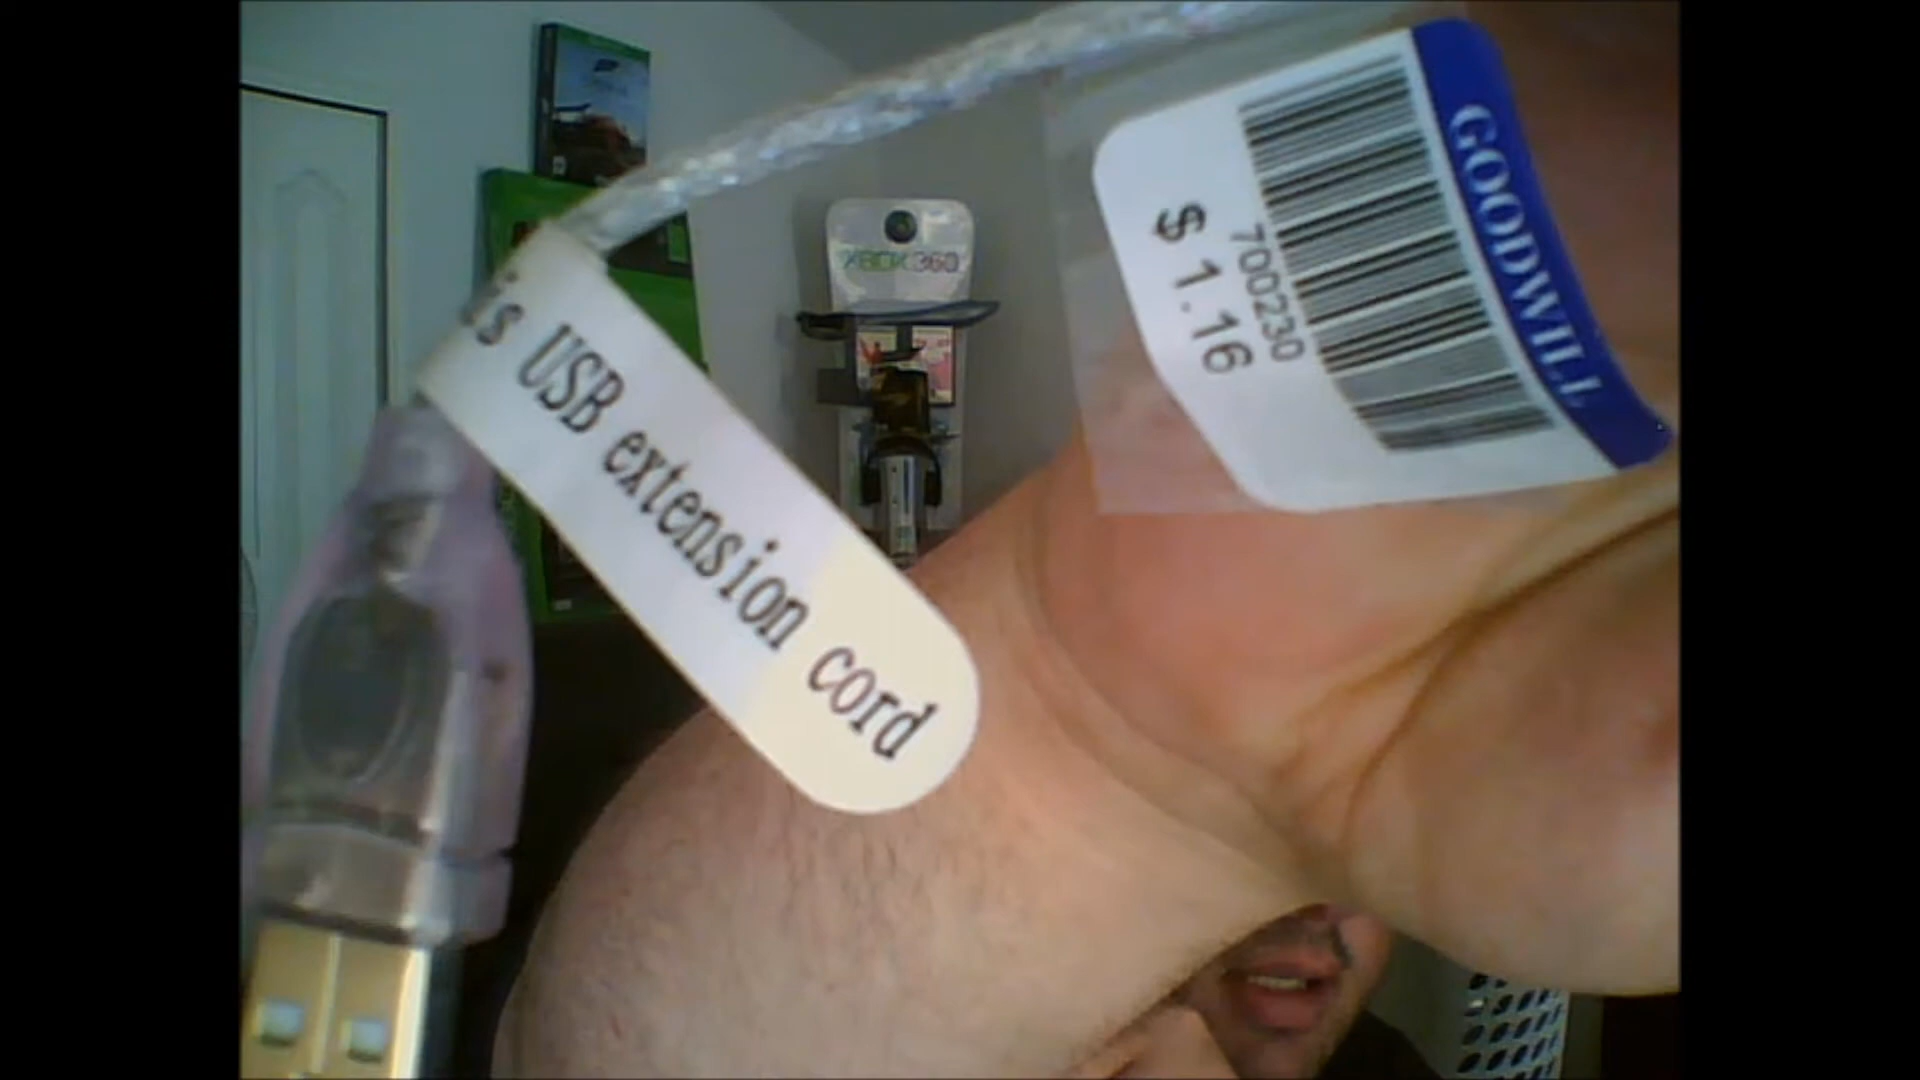 is USB extension cord
GOODWILL
700230
$ 1.16
XBOX 360